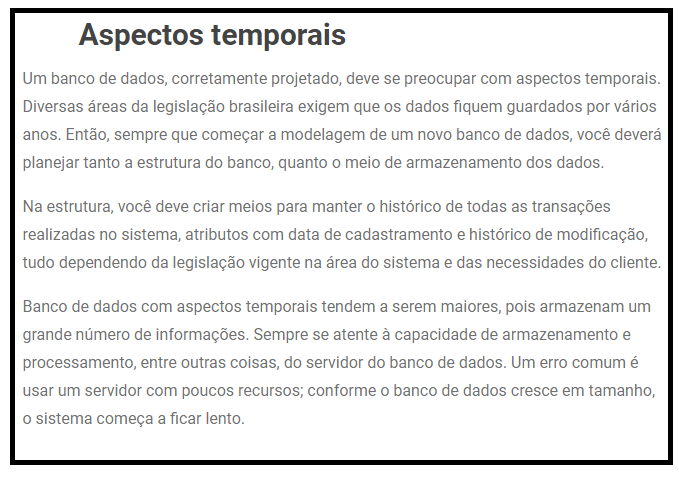 Aspectos temporais
Um banco de dados, corretamente projetado, deve se preocupar com aspectos temporais.
Diversas áreas da legislação brasileira exigem que os dados fiquem guardados por vários
anos. Então, sempre que começar a modelagem de um novo banco de dados, você deverá
planejar tanto a estrutura do banco, quanto o meio de armazenamento dos dados.
Na estrutura, você deve criar meios para manter o histórico de todas as transações
realizadas no sistema, atributos com data de cadastramento e histórico de modificação,
tudo dependendo da legislação vigente na área do sistema e das necessidades do cliente.
Banco de dados com aspectos temporais tendem a serem maiores, pois armazenam um
grande número de informações. Sempre se atente à capacidade de armazenamento e
processamento, entre outras coisas, do servidor do banco de dados. Um erro comum é
usar um servidor com poucos recursos; conforme o banco de dados cresce em tamanho,
o sistema começa a ficar lento.